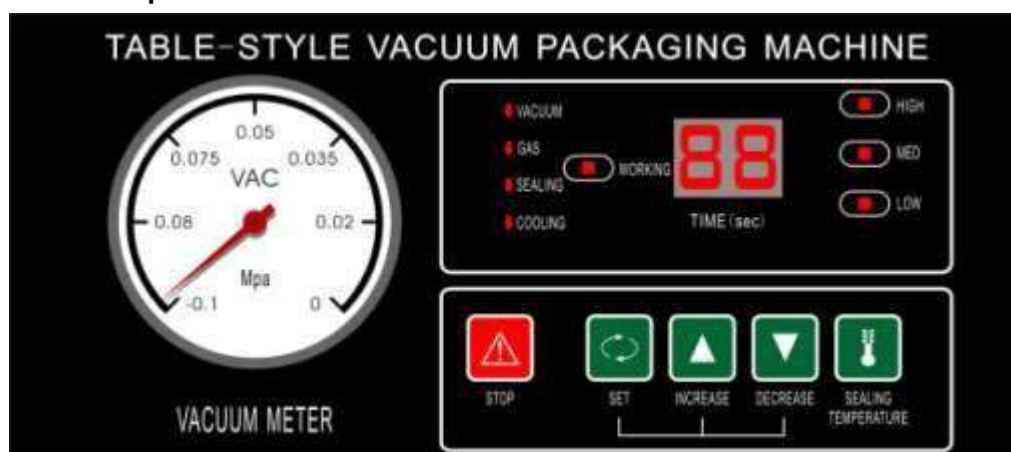 TABLE-STYLE VACUUM PACKAGING MACHINE
0.05
0.075
0.035
VAC
0.08
0.02
Mpa
-0.1
0
VACUUM METER
VACUUM
GAS
SEALING
COOLING
WORKING
88
TIME(sec)
HIGH
MED
LOW
STOP
SET
INCREASE
DECREASE
SEALING
TEMPERATURE